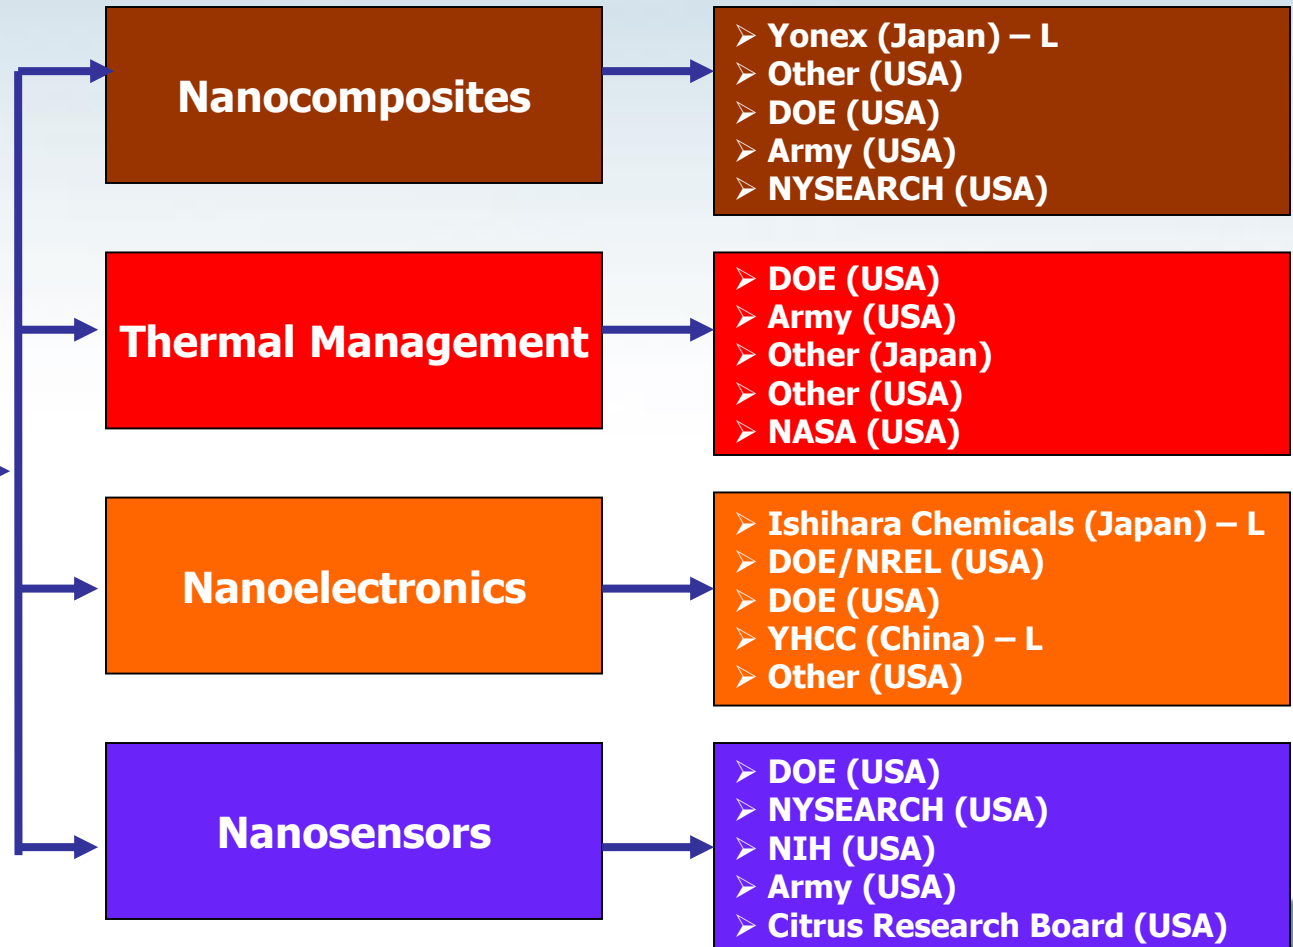 Nanocomposites
➢ Yonex (Japan) – L
➢ Other (USA)
➢ DOE (USA)
➢ Army (USA)
➢ NYSEARCH (USA)
Thermal Management
➢ DOE (USA)
➢ Army (USA)
➢ Other (Japan)
➢ Other (USA)
➢ NASA (USA)
Nanoelectronics
➢ Ishihara Chemicals (Japan) – L
➢ DOE/NREL (USA)
➢ DOE (USA)
➢ YHCC (China) – L
➢ Other (USA)
Nanosensors
➢ DOE (USA)
➢ NYSEARCH (USA)
➢ NIH (USA)
➢ Army (USA)
➢ Citrus Research Board (USA)